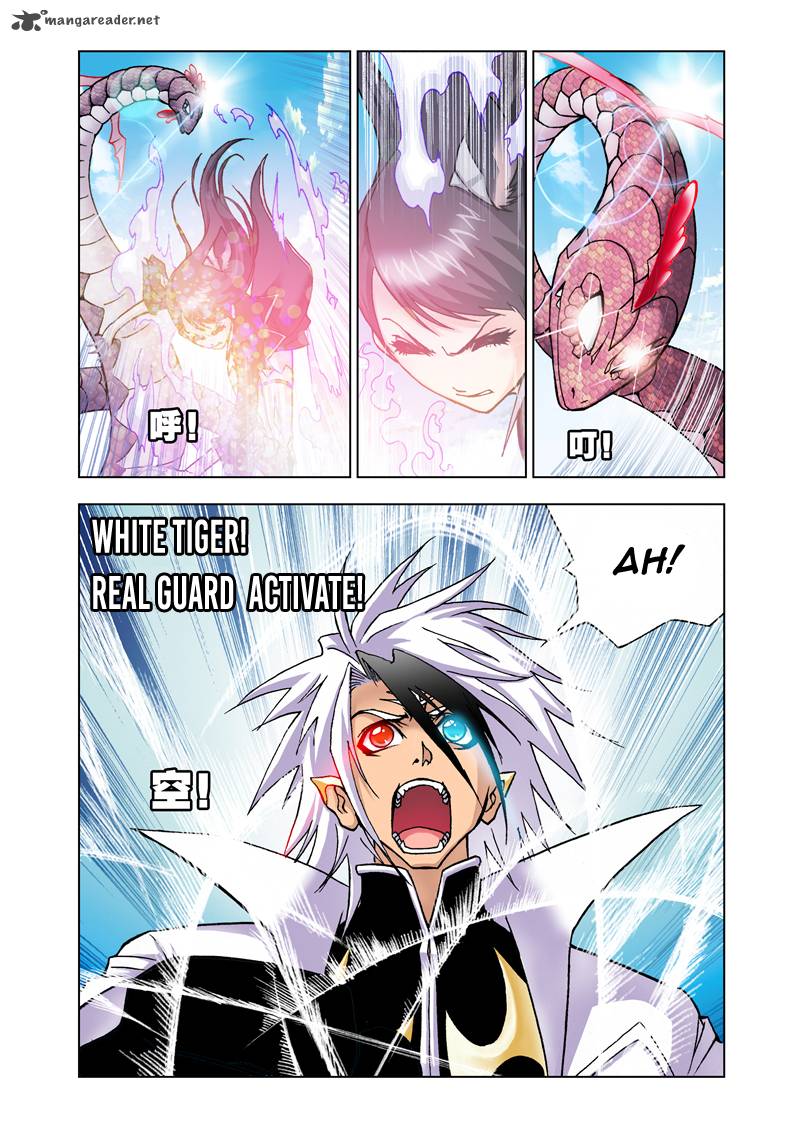 mangareader.net
呼！
叮！
WHITE TIGER!
REAL GUARD ACTIVATE!
AH!
空！